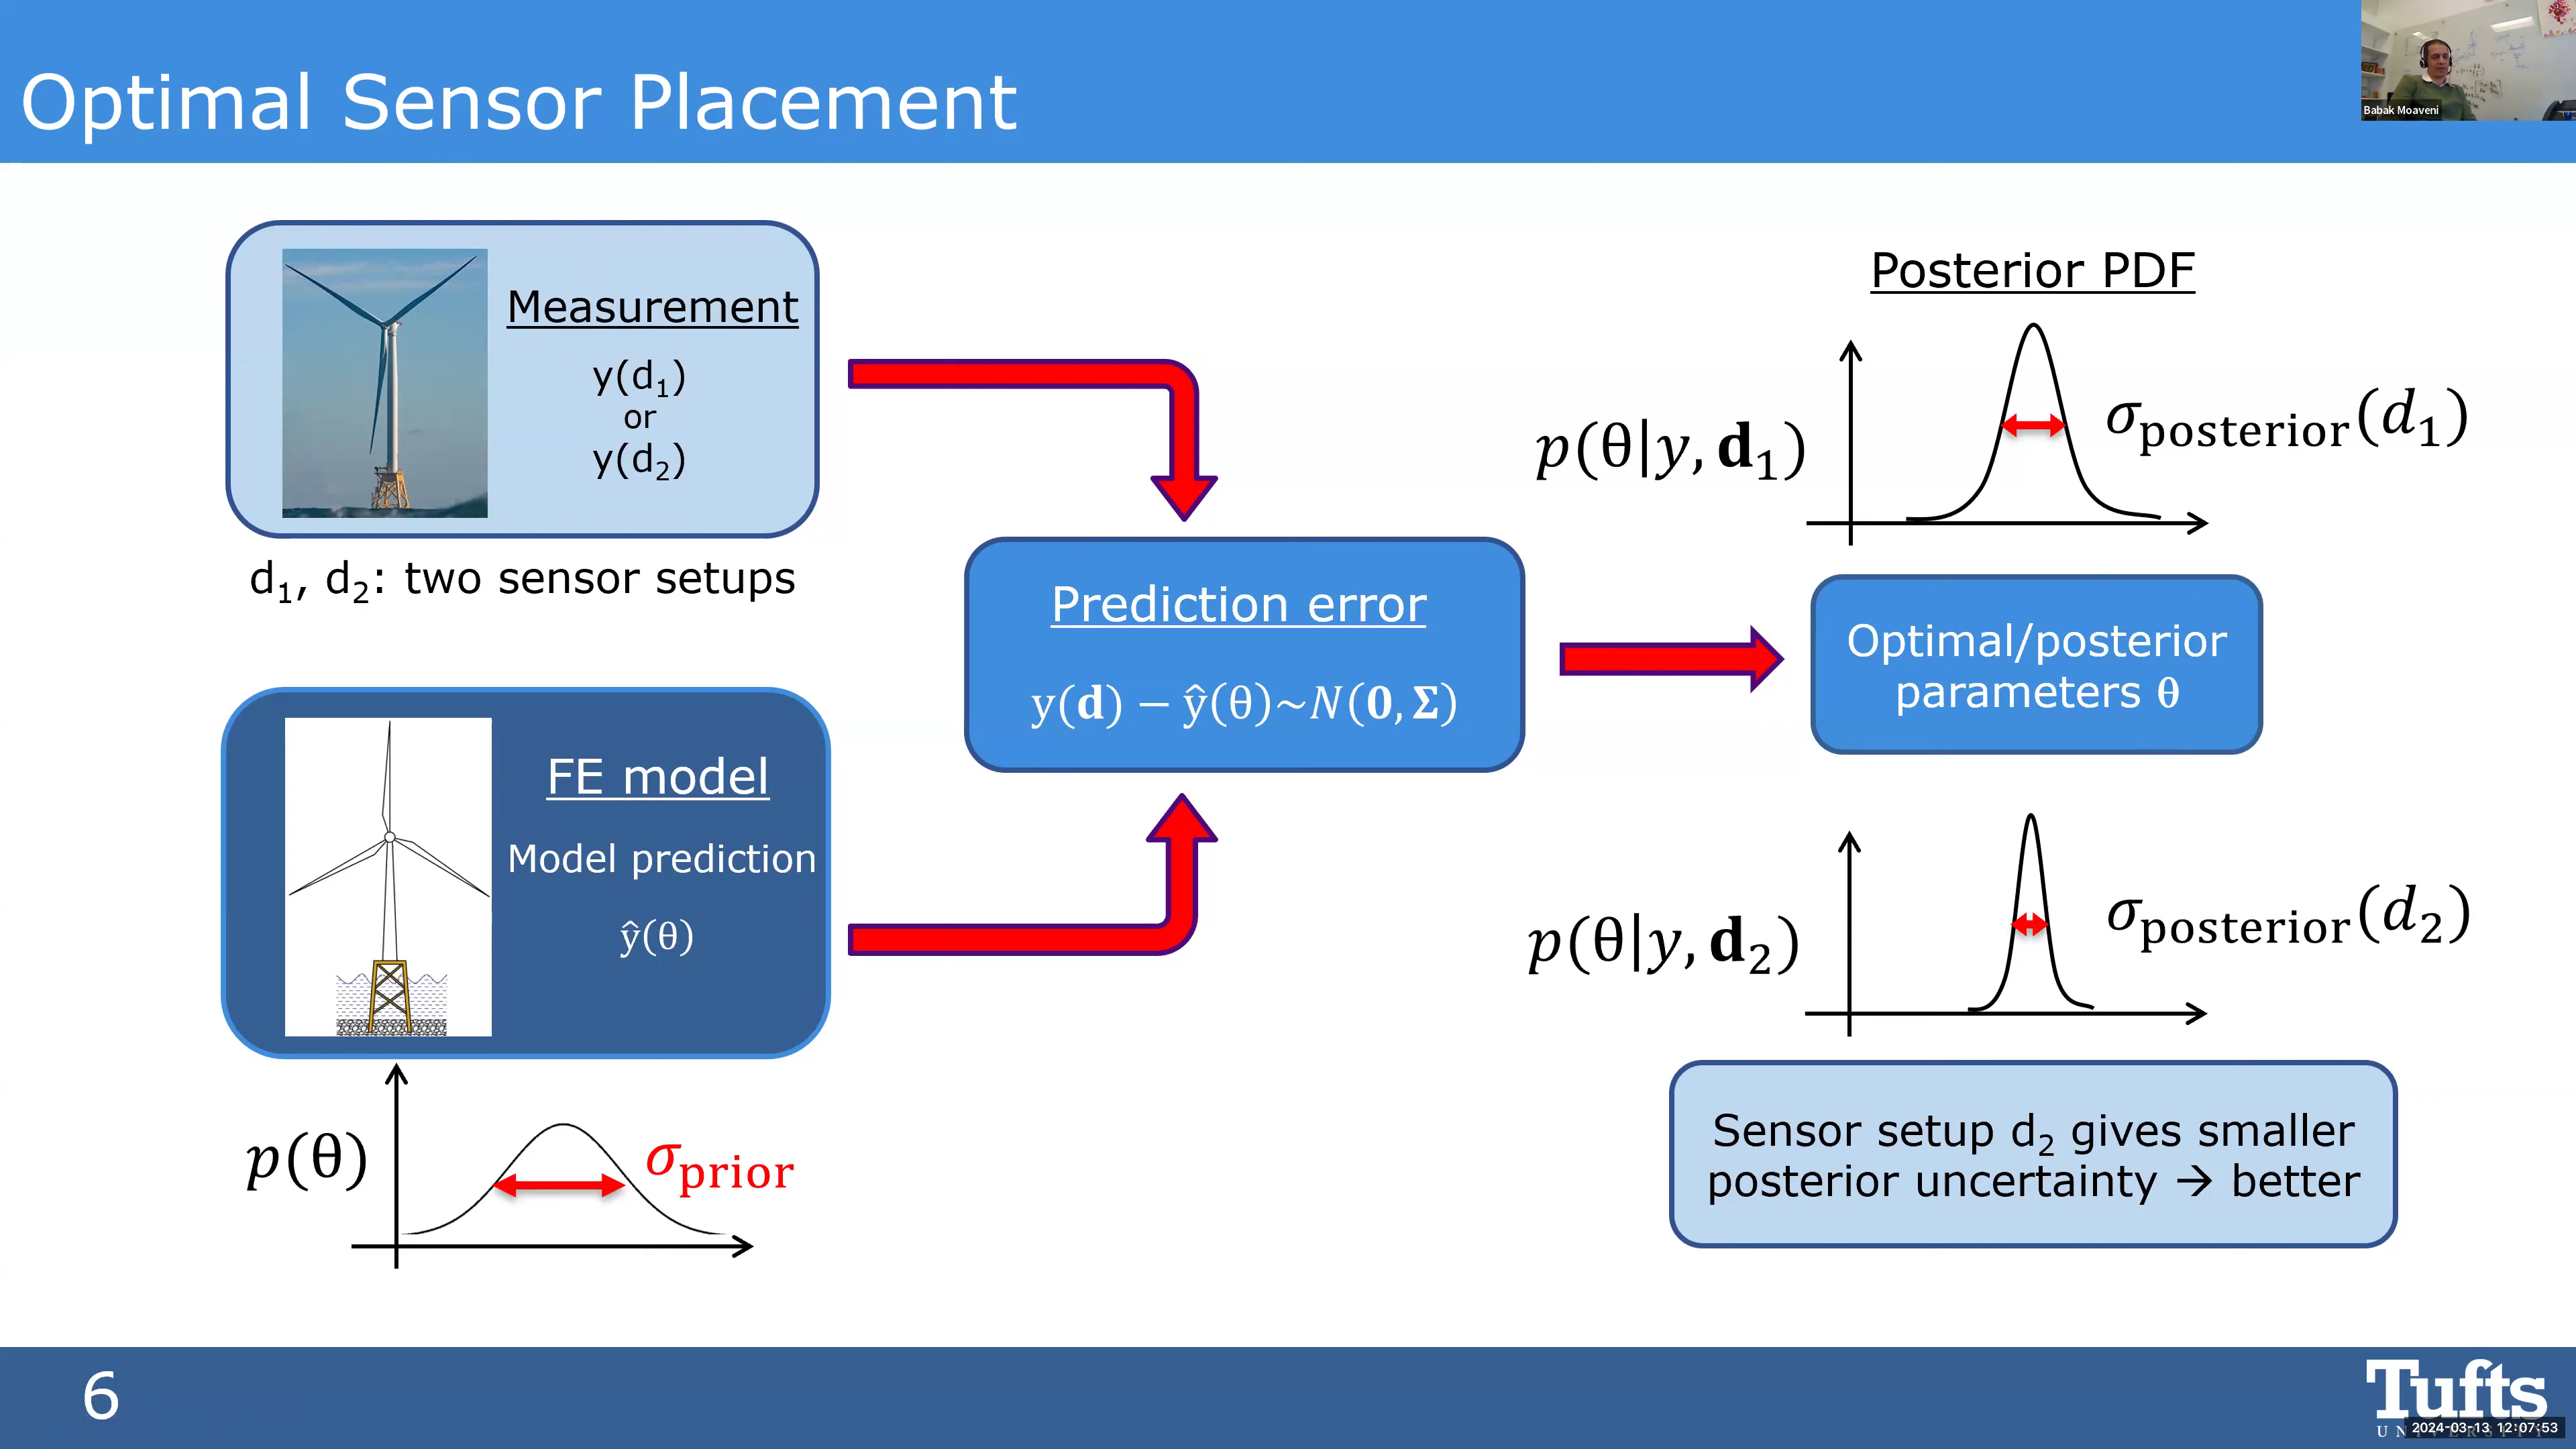 Optimal Sensor Placement
Babak Moaveni
Measurement
y(d₁)
or
y(d₂)
d₁, d₂: two sensor setups
FE model
Model prediction
ŷ(θ)
p(θ)
σ_prior
Prediction error
y(𝐝) − ŷ(θ)~N(𝟎, 𝚺)
Posterior PDF
p(θ|y, 𝐝₁)
σ_posterior(d₁)
Optimal/posterior
parameters θ
p(θ|y, 𝐝₂)
σ_posterior(d₂)
Sensor setup d₂ gives smaller
posterior uncertainty → better
6
Tufts
2024-03-13 12:07:53